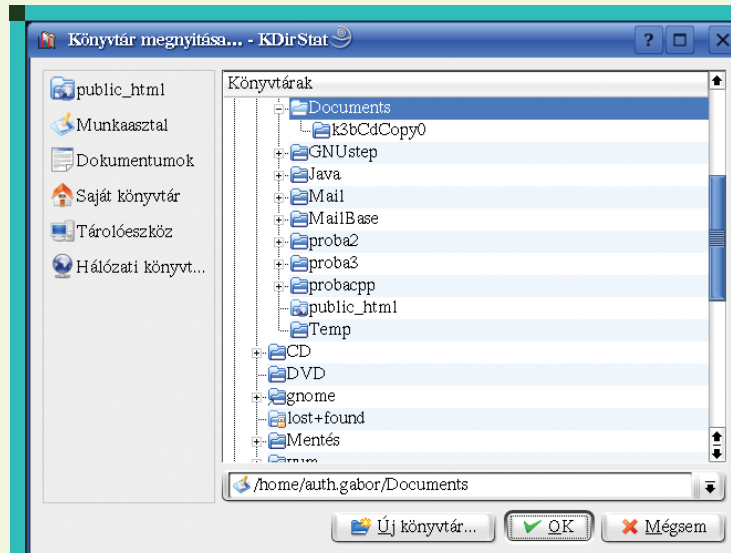 Könyvtár megnyitása... - KDirStat
public_html
Munkaasztal
Dokumentumok
Saját könyvtár
Tárolóeszköz
Hálózati könyvt...
Könyvtárak
Documents
k3bCdCopy0
GNUstep
Java
Mail
MailBase
proba2
proba3
probacpp
public_html
Temp
CD
DVD
gnome
lost+found
Mentés
/home/auth.gabor/Documents
Új könyvtár...
OK
Mégsem